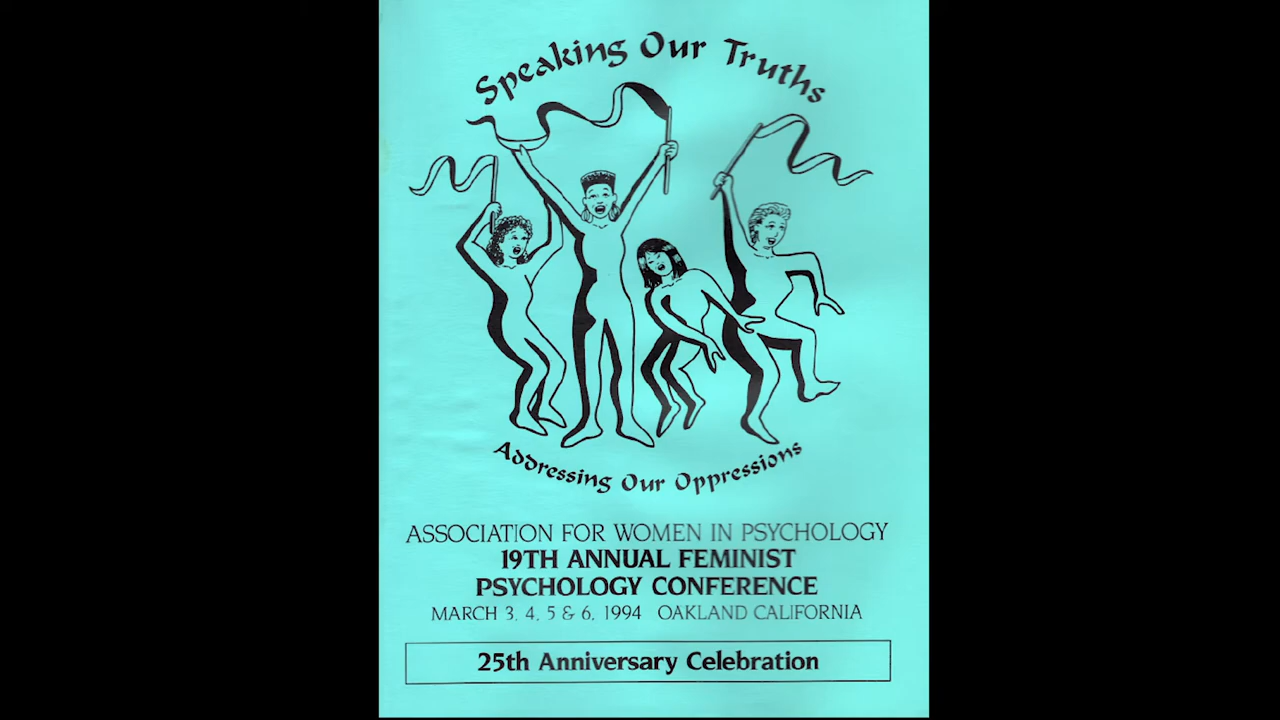 Speaking Our Truths
Addressing Our Oppressions
ASSOCIATION FOR WOMEN IN PSYCHOLOGY
19TH ANNUAL FEMINIST
PSYCHOLOGY CONFERENCE
MARCH 3, 4, 5 & 6, 1994 OAKLAND CALIFORNIA
25th Anniversary Celebration